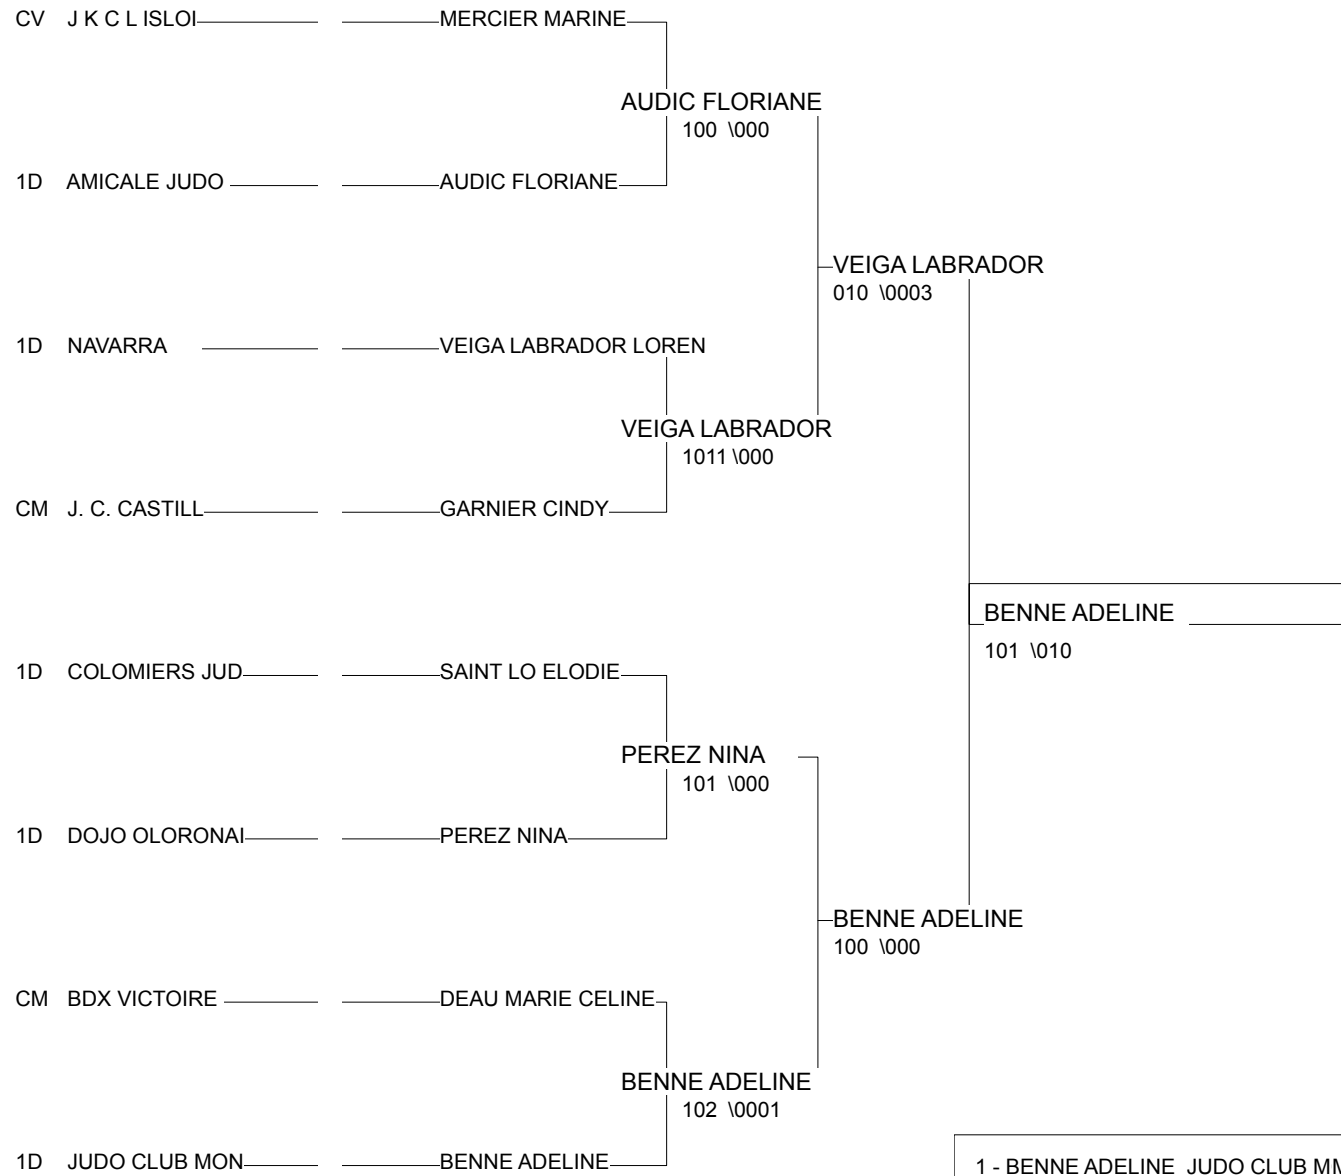 CV J K C L ISLOI MERCIER MARINE
AUDIC FLORIANE
100 \000
1D AMICALE JUDO AUDIC FLORIANE
VEIGA LABRADOR
010 \0003
1D NAVARRA VEIGA LABRADOR LOREN
VEIGA LABRADOR
1011 \000
CM J. C. CASTILL GARNIER CINDY
BENNE ADELINE
101 \010
1D COLOMIERS JUD SAINT LO ELODIE
PEREZ NINA
101 \000
1D DOJO OLORONAI PEREZ NINA
BENNE ADELINE
100 \000
CM BDX VICTOIRE DEAU MARIE CELINE
BENNE ADELINE
102 \0001
1D JUDO CLUB MON BENNE ADELINE
1 - BENNE ADELINE JUDO CLUB